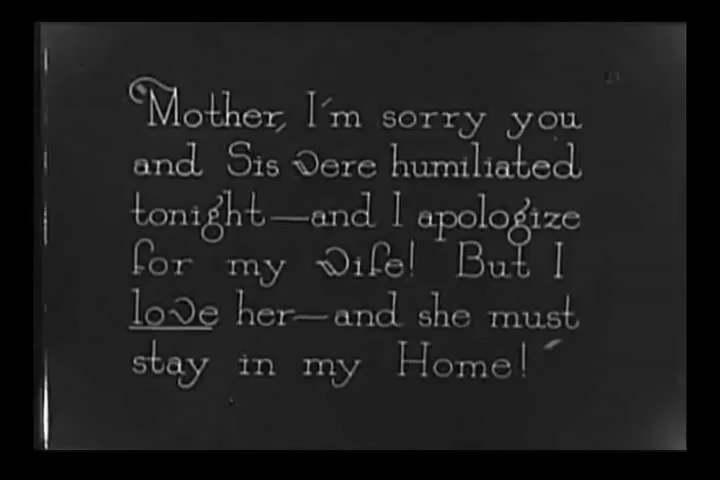 Mother, I'm sorry you
and Sis were humiliated
tonight—and I apologize
for my wife! But I
love her—and she must
stay in my Home!